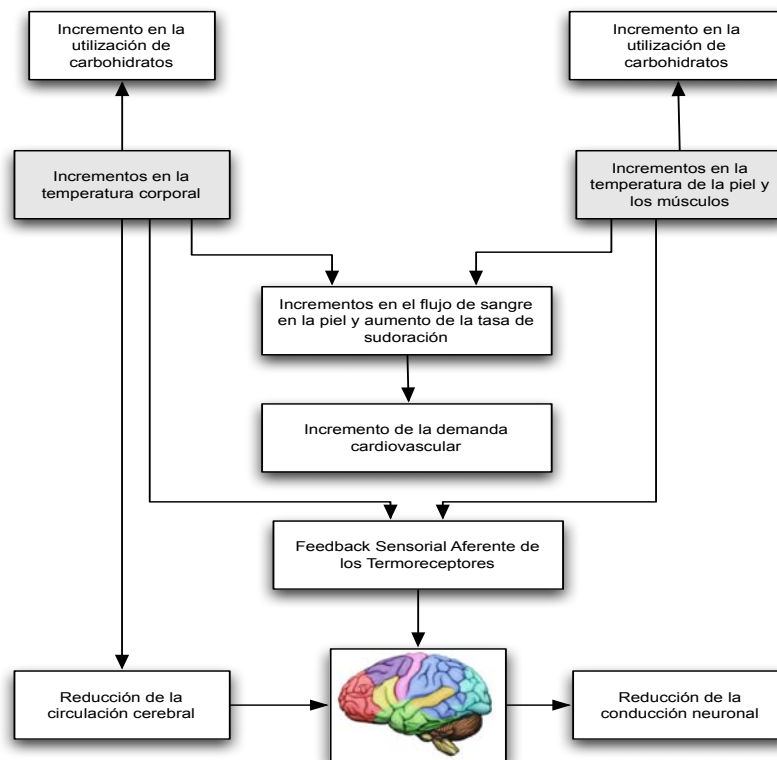 Incremento en la
utilización de
carbohidratos
Incremento en la
utilización de
carbohidratos
Incrementos en la
temperatura corporal
Incrementos en la
temperatura de la piel y
los músculos
Incrementos en el flujo de sangre
en la piel y aumento de la tasa de
sudoración
Incremento de la demanda
cardiovascular
Feedback Sensorial Aferente de
los Termoreceptores
Reducción de la
circulación cerebral
Reducción de la
conducción neuronal